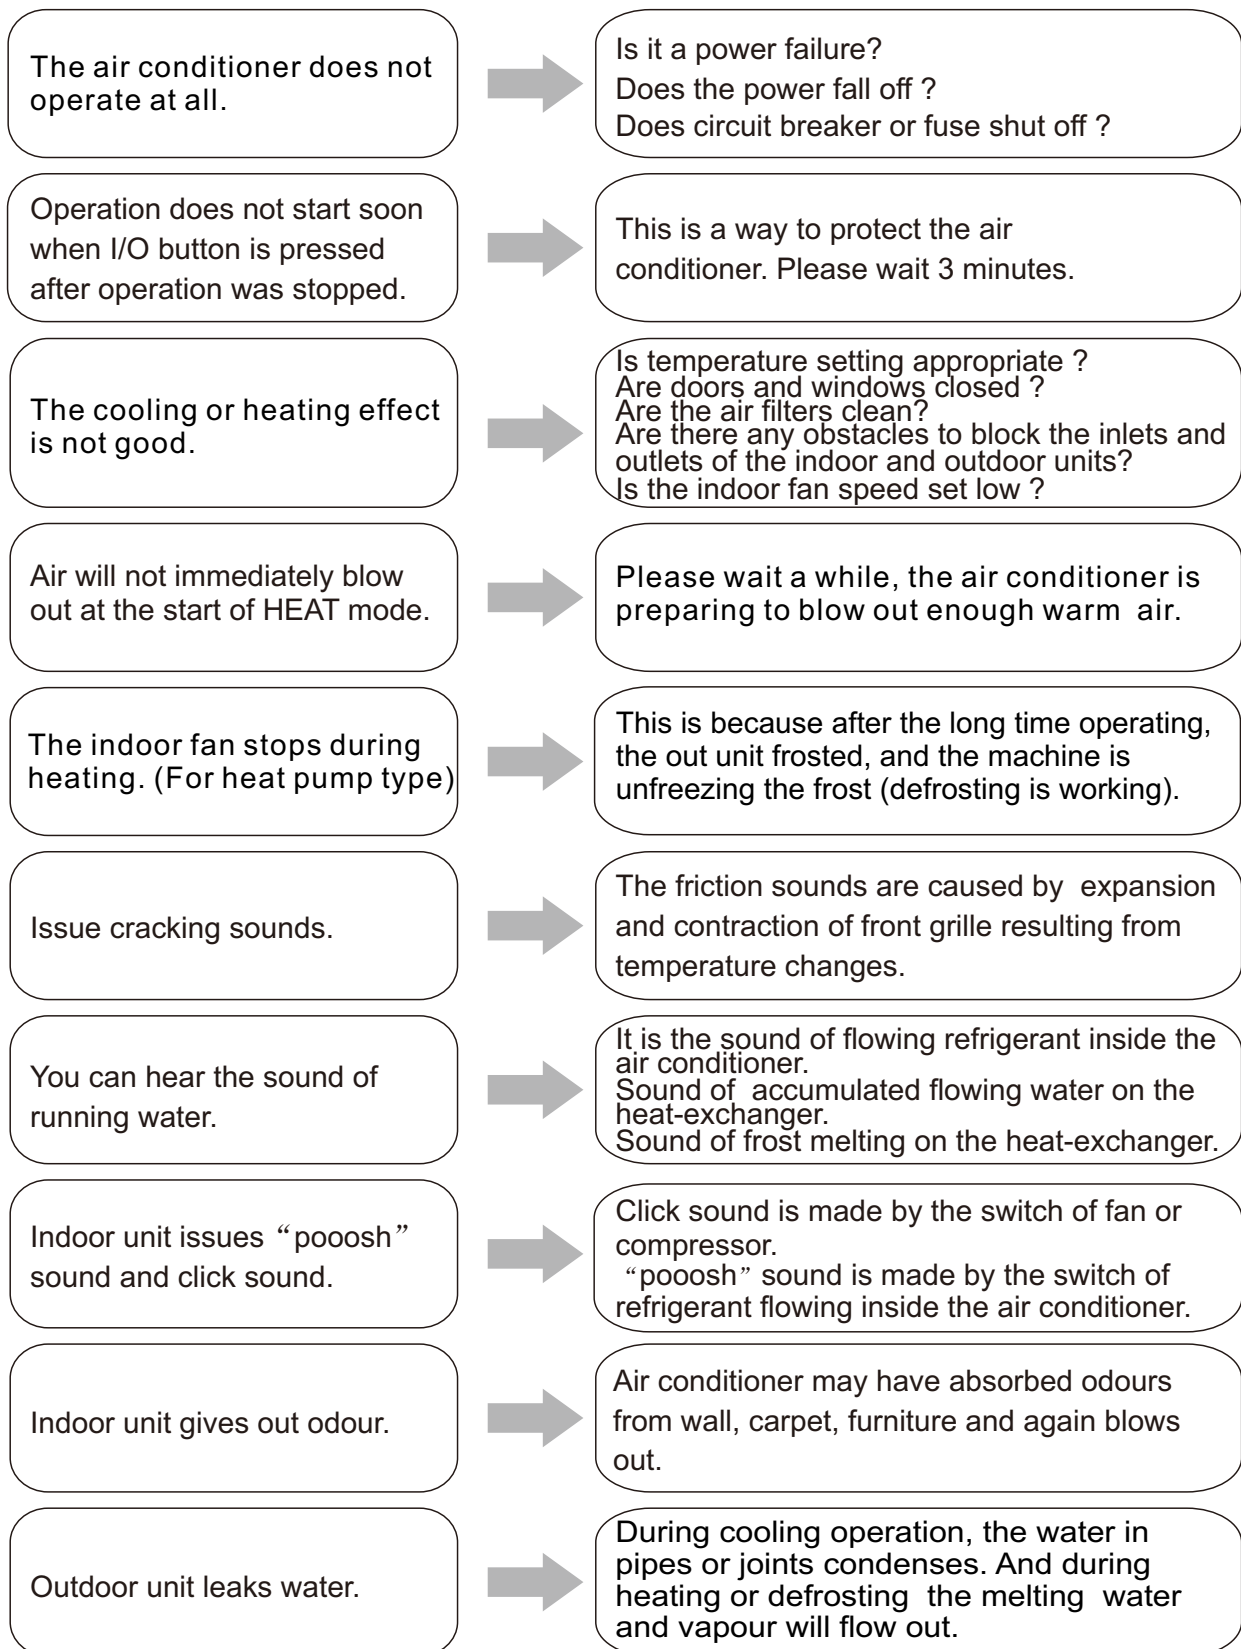 The air conditioner does not
operate at all.
Is it a power failure?
Does the power fall off ?
Does circuit breaker or fuse shut off ?
Operation does not start soon
when I/O button is pressed
after operation was stopped.
This is a way to protect the air
conditioner. Please wait 3 minutes.
The cooling or heating effect
is not good.
Is temperature setting appropriate ?
Are doors and windows closed ?
Are the air filters clean?
Are there any obstacles to block the inlets and
outlets of the indoor and outdoor units?
Is the indoor fan speed set low ?
Air will not immediately blow
out at the start of HEAT mode.
Please wait a while, the air conditioner is
preparing to blow out enough warm air.
The indoor fan stops during
heating. (For heat pump type)
This is because after the long time operating,
the out unit frosted, and the machine is
unfreezing the frost (defrosting is working).
Issue cracking sounds.
The friction sounds are caused by expansion
and contraction of front grille resulting from
temperature changes.
You can hear the sound of
running water.
It is the sound of flowing refrigerant inside the
air conditioner.
Sound of accumulated flowing water on the
heat-exchanger.
Sound of frost melting on the heat-exchanger.
Indoor unit issues “pooosh”
sound and click sound.
Click sound is made by the switch of fan or
compressor.
“pooosh” sound is made by the switch of
refrigerant flowing inside the air conditioner.
Indoor unit gives out odour.
Air conditioner may have absorbed odours
from wall, carpet, furniture and again blows
out.
Outdoor unit leaks water.
During cooling operation, the water in
pipes or joints condenses. And during
heating or defrosting the melting water
and vapour will flow out.